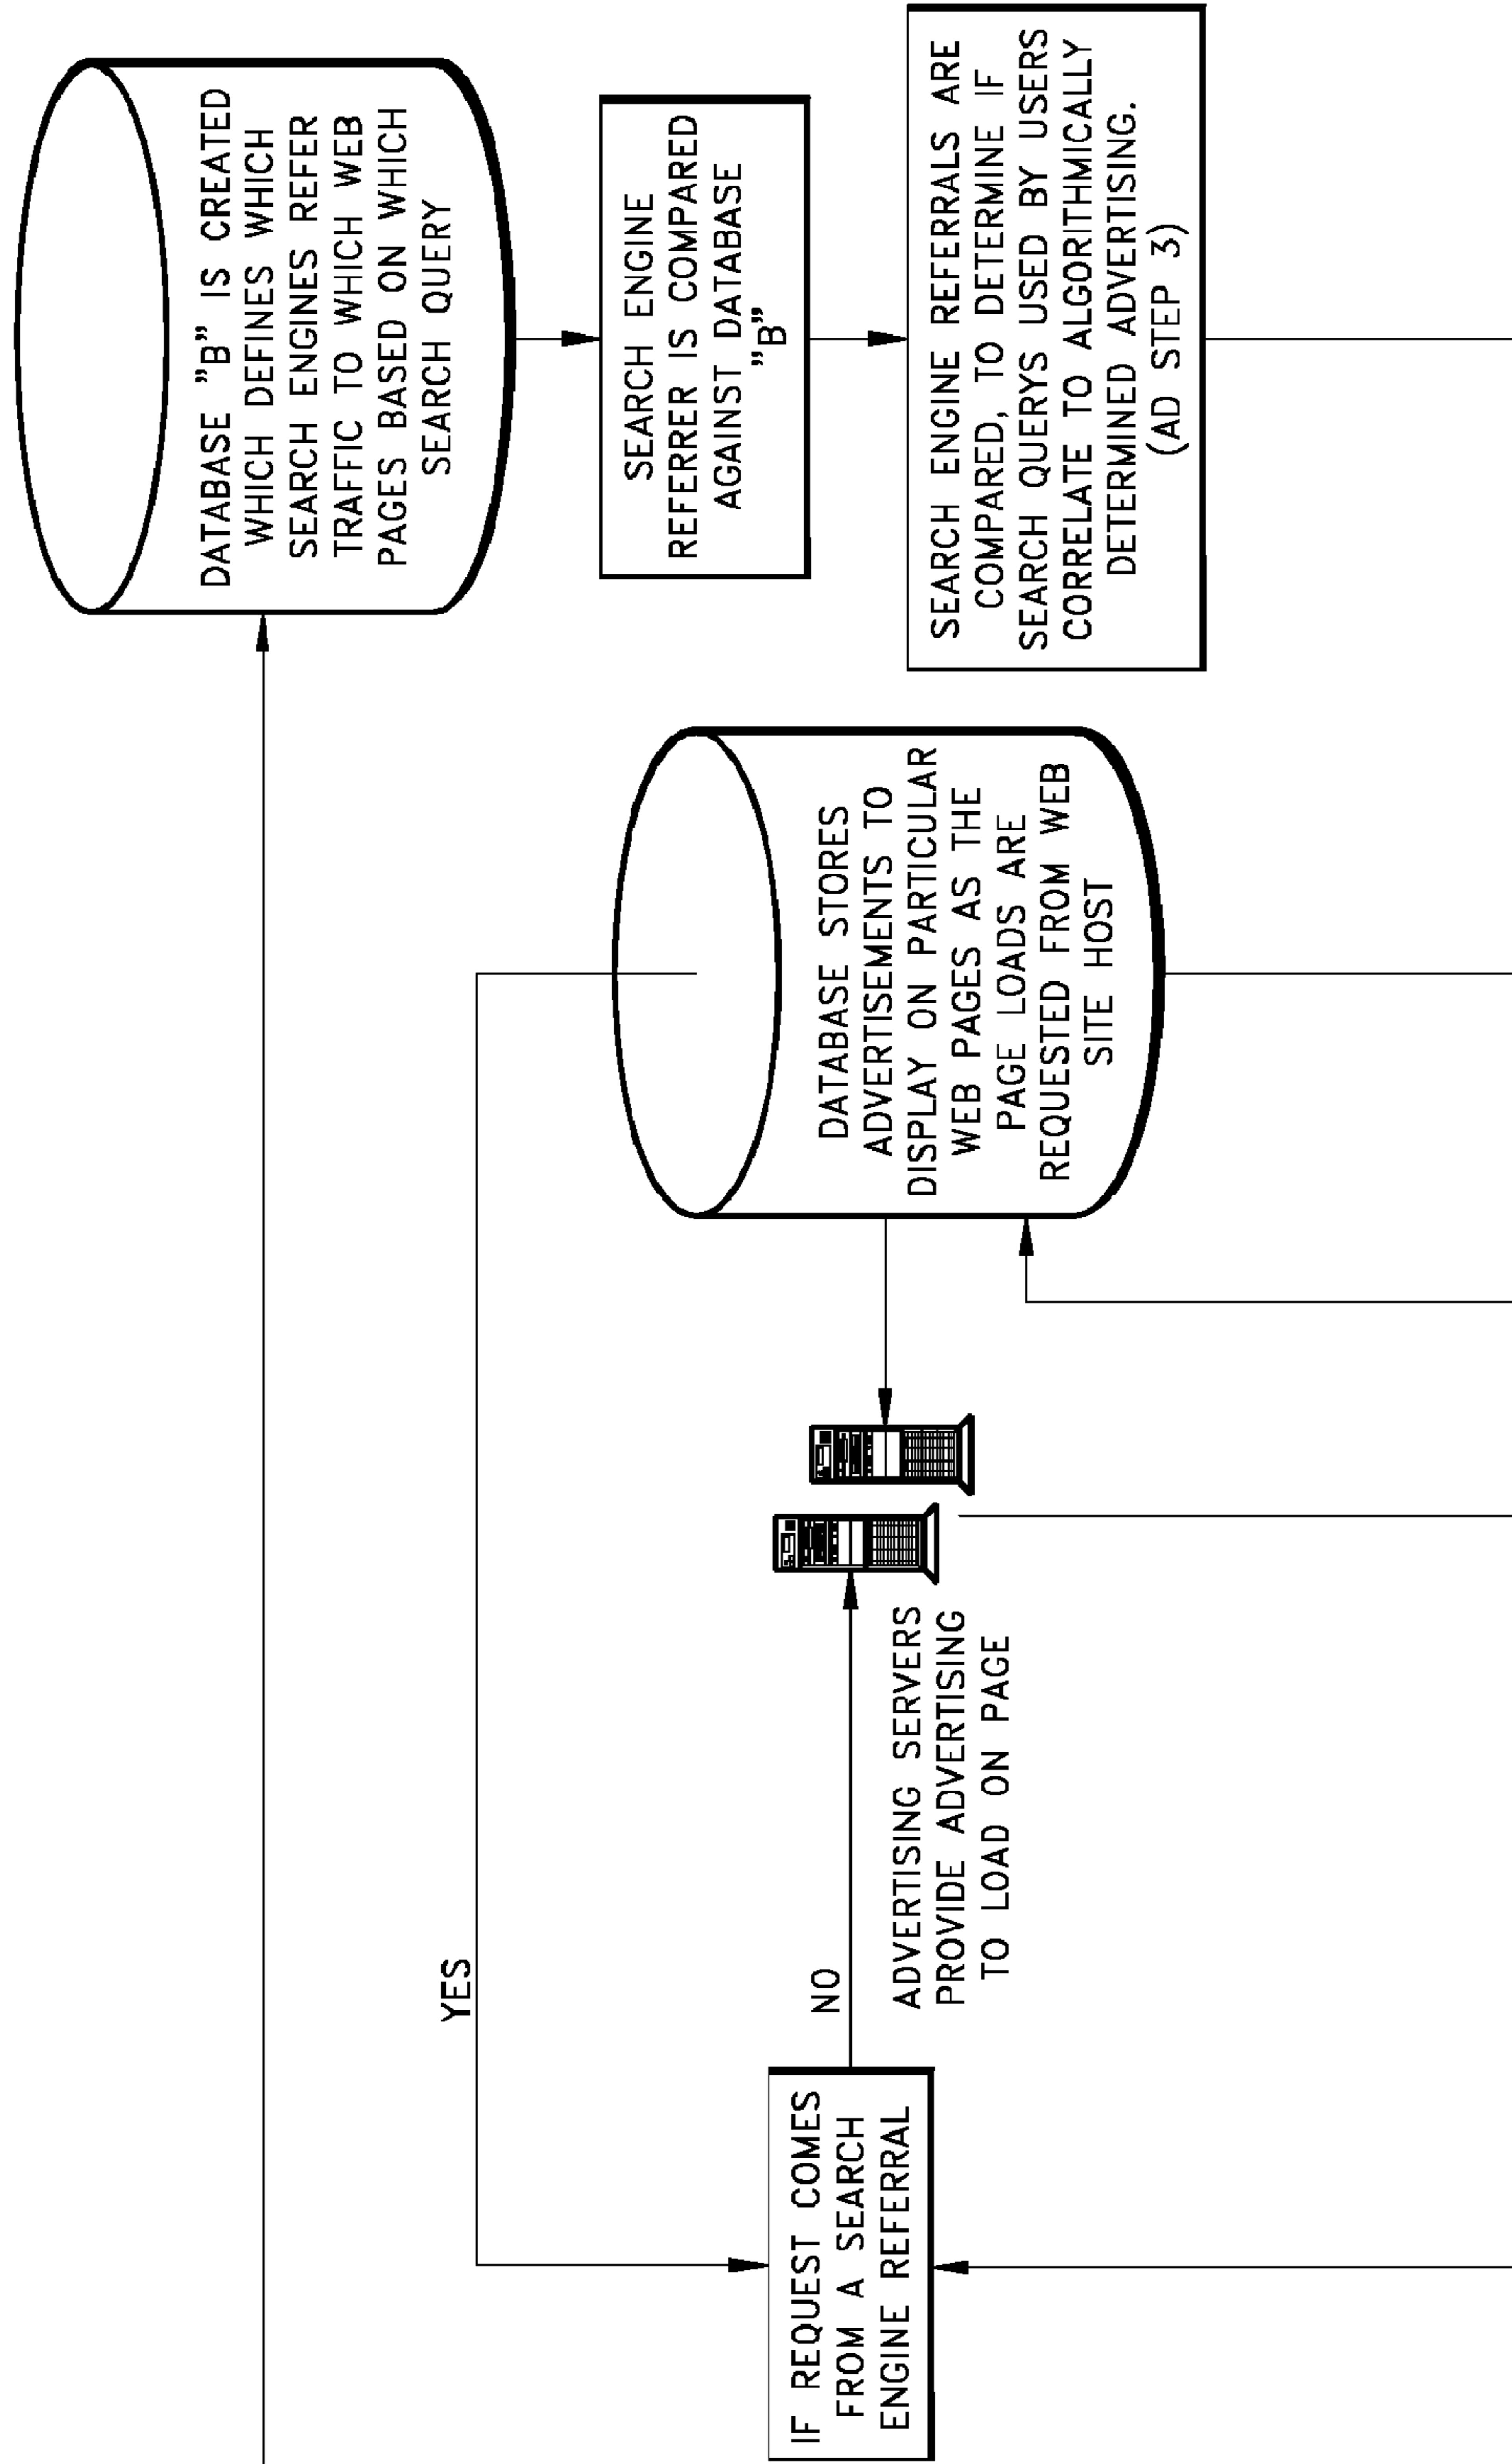 DATABASE "B" IS CREATED
WHICH DEFINES WHICH
SEARCH ENGINES REFER
TRAFFIC TO WHICH WEB
PAGES BASED ON WHICH
SEARCH QUERY
SEARCH ENGINE
REFERRER IS COMPARED
AGAINST DATABASE
"B"
SEARCH ENGINE REFERRALS ARE
COMPARED, TO DETERMINE IF
SEARCH QUERYS USED BY USERS
CORRELATE TO ALGORITHMICALLY
DETERMINED ADVERTISING.
(AD STEP 3)
DATABASE STORES
ADVERTISEMENTS TO
DISPLAY ON PARTICULAR
WEB PAGES AS THE
PAGE LOADS ARE
REQUESTED FROM WEB
SITE HOST
YES
NO
ADVERTISING SERVERS
PROVIDE ADVERTISING
TO LOAD ON PAGE
IF REQUEST COMES
FROM A SEARCH
ENGINE REFERRAL